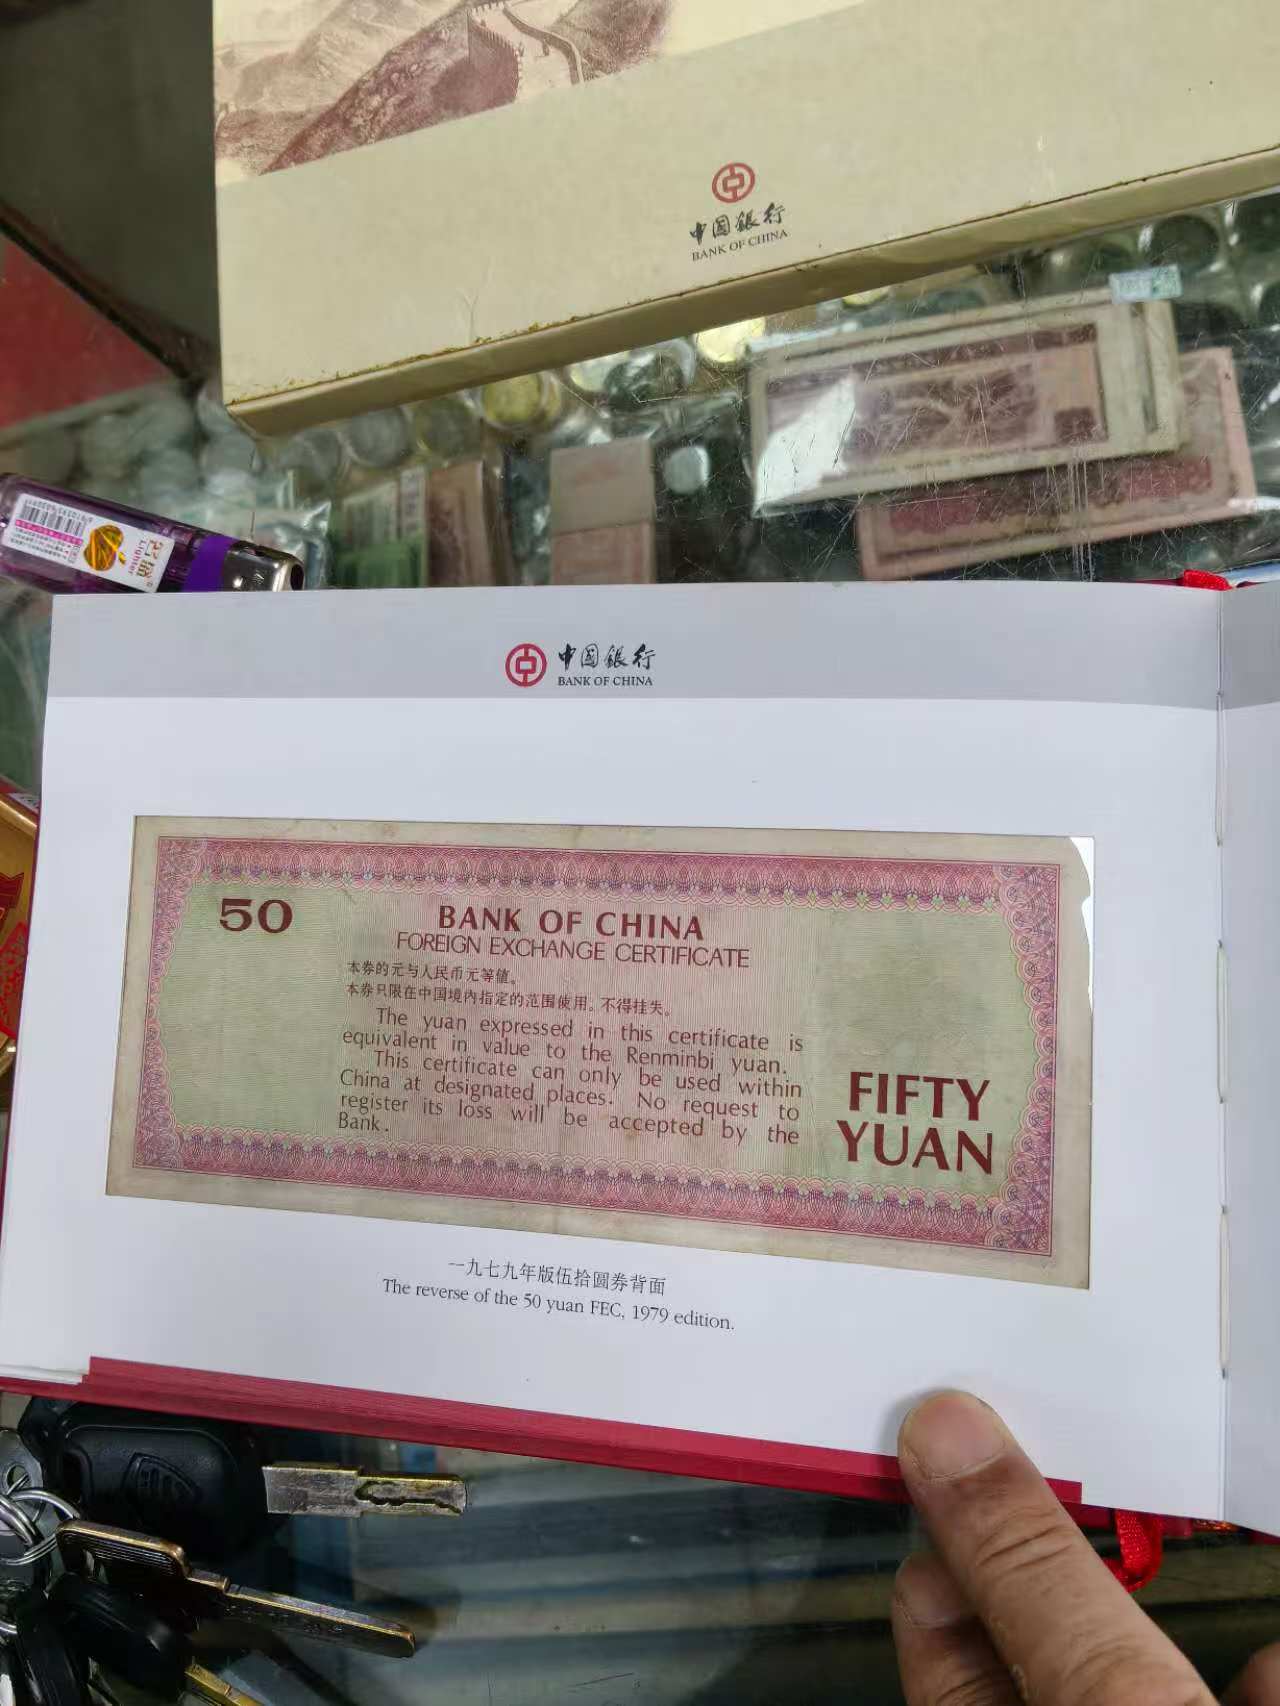 中国銀行
BANK OF CHINA
名流
Lighter
中国銀行
BANK OF CHINA
50
BANK OF CHINA
FOREIGN EXCHANGE CERTIFICATE
本券的元与人民币元等值。
本券只限在中国境内指定的范围使用。不得挂失。
The yuan expressed in this certificate is
equivalent in value to the Renminbi yuan.
This certificate can only be used within
China at designated places. No request to
register its loss will be accepted by the
Bank.
FIFTY
YUAN
一九七九年版伍拾圆券背面
The reverse of the 50 yuan FEC, 1979 edition.